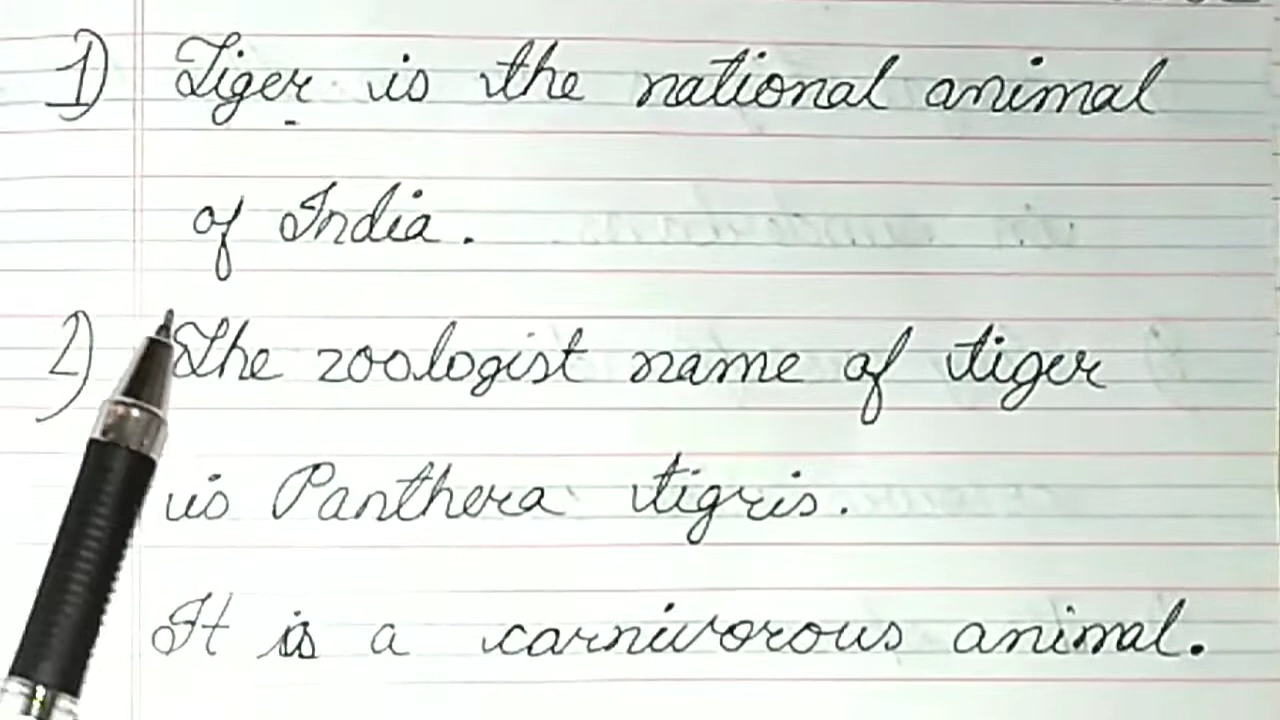 1) Tiger is the national animal
of India.
2) The zoologist name of tiger
is Panthera tigris.
It is a carnivorous animal.